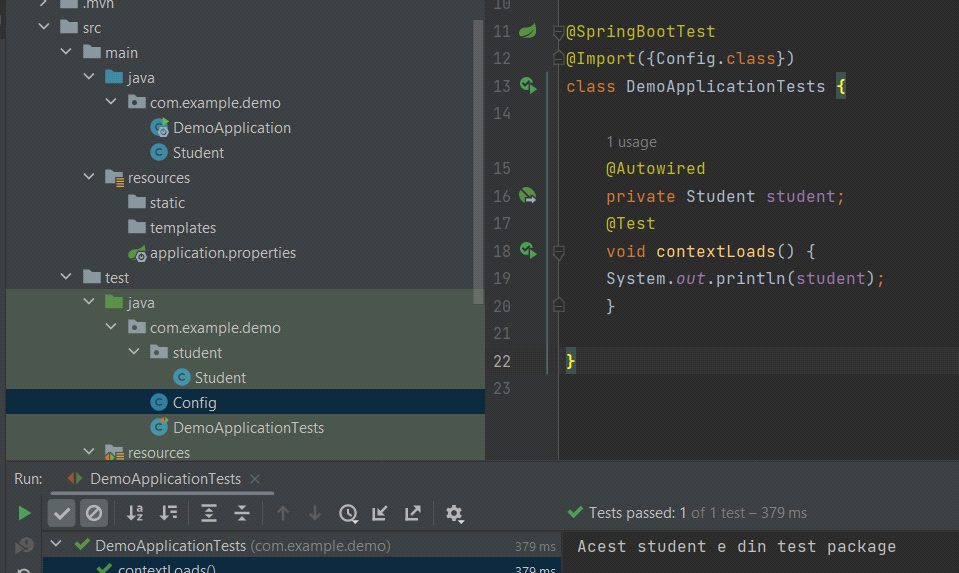 .mvn
src
main
java
com.example.demo
DemoApplication
Student
resources
static
templates
application.properties
test
java
com.example.demo
student
Student
Config
DemoApplicationTests
resources
10
11 @SpringBootTest
12 @Import({Config.class})
13 class DemoApplicationTests {
14
1 usage
15 @Autowired
16 private Student student;
17 @Test
18 void contextLoads() {
19 System.out.println(student);
20 }
21
22 }
23
Run: DemoApplicationTests
Tests passed: 1 of 1 test – 379 ms
DemoApplicationTests (com.example.demo) 379 ms
contextLoads() 379 ms
Acest student e din test package